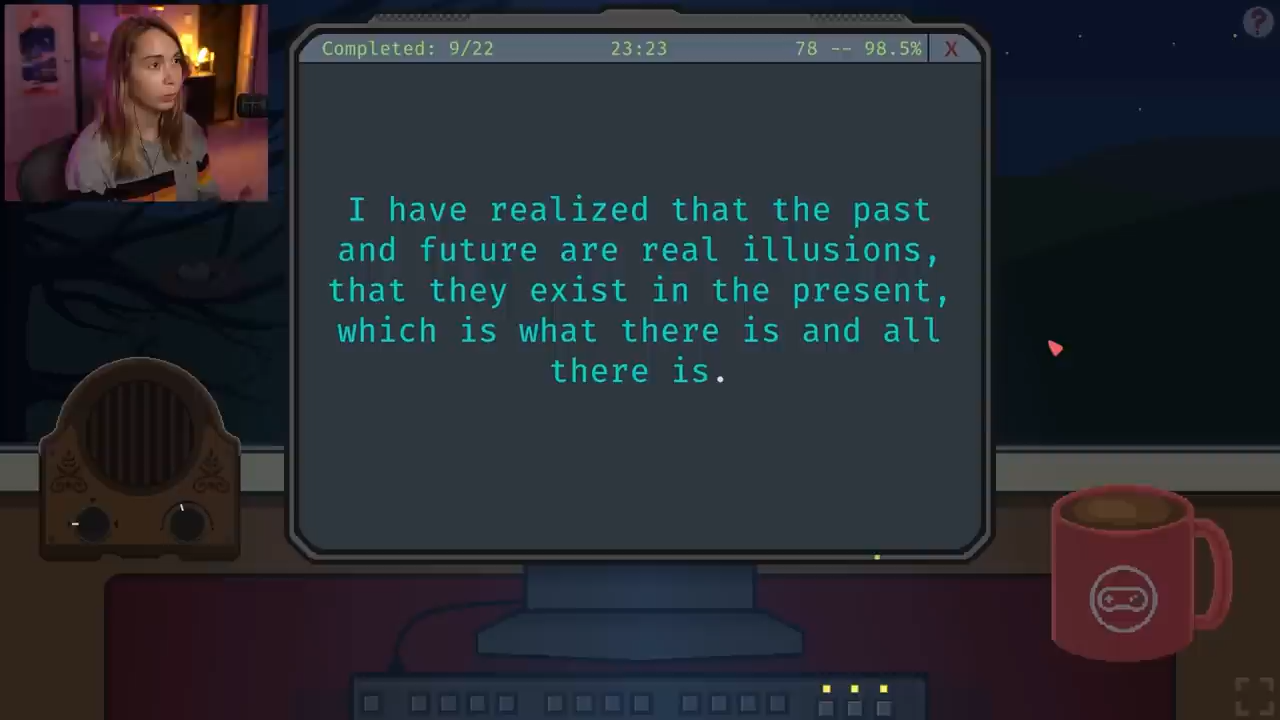 Completed: 9/22 23:23 78 -- 98.5% X
?
I have realized that the past
and future are real illusions,
that they exist in the present,
which is what there is and all
there is.